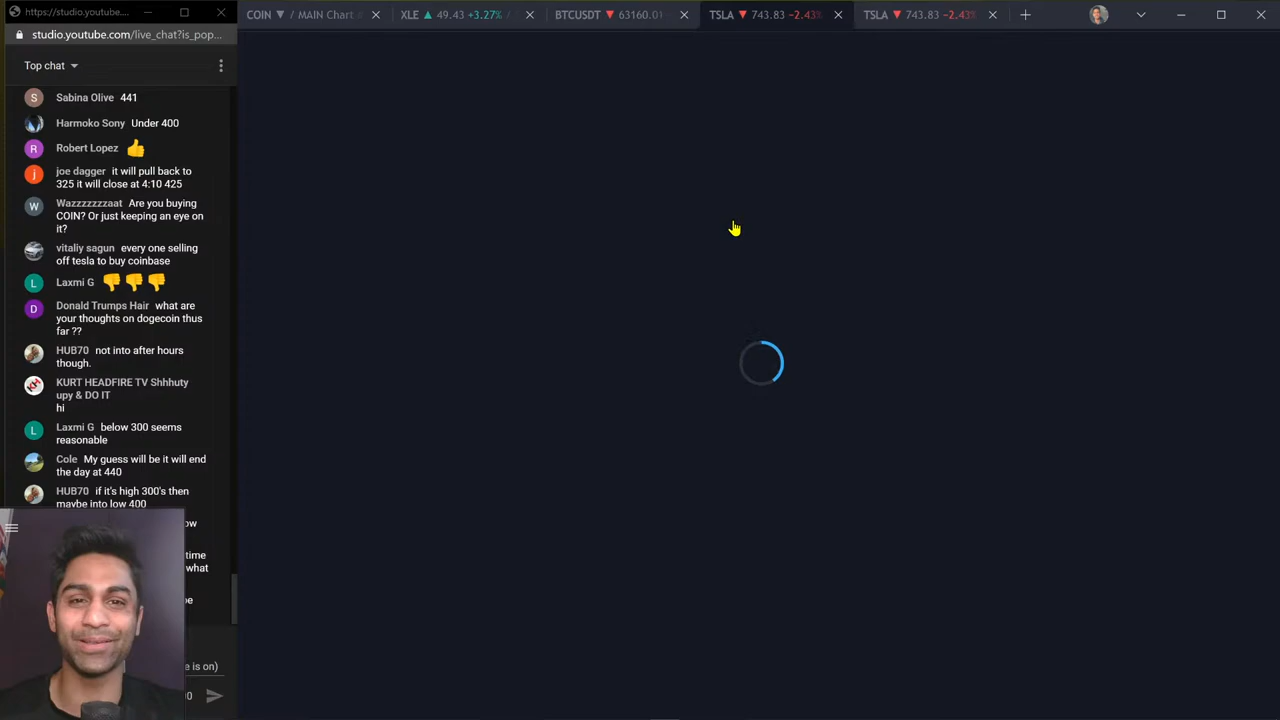 https://studio.youtube....
studio.youtube.com/live_chat?is_pop...
COIN ▼ / MAIN Chart
XLE ▲ 49.43 +3.27%
BTCUSDT ▼ 63160.01
TSLA ▼ 743.83 −2.43%
TSLA ▼ 743.83 −2.43%
Top chat
S Sabina Olive 441
Harmoko Sony Under 400
R Robert Lopez 👍
j joe dagger it will pull back to
325 it will close at 4:10 425
W Wazzzzzzaat Are you buying
COIN? Or just keeping an eye on
it?
vitaliy sagun every one selling
off tesla to buy coinbase
L Laxmi G 👎👎👎
D Donald Trumps Hair what are
your thoughts on dogecoin thus
far ??
HUB70 not into after hours
though.
KURT HEADFIRE TV Shhhuty
upy & DO IT
hi
L Laxmi G below 300 seems
reasonable
Cole My guess will be it will end
the day at 440
HUB70 if it's high 300's then
maybe into low 400
time
what
e is on)